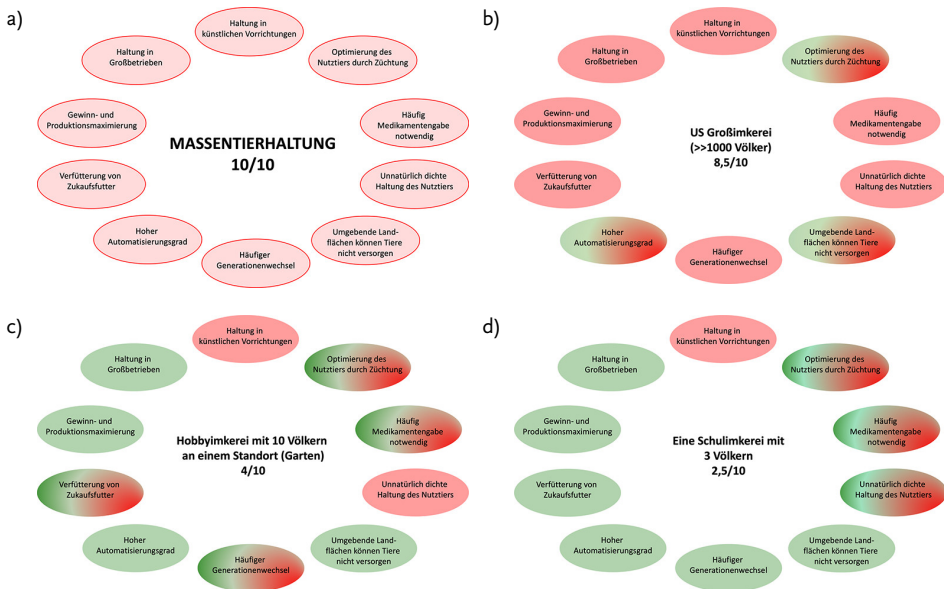 a)
Haltung in
künstlichen Vorrichtungen
Optimierung des
Nutztiers durch Züchtung
Häufig
Medikamentengabe
notwendig
Unnatürlich dichte
Haltung des Nutztiers
Umgebende Land-
flächen können Tiere
nicht versorgen
Häufiger
Generationenwechsel
Hoher
Automatisierungsgrad
Verfütterung von
Zukaufsfutter
Gewinn- und
Produktionsmaximierung
Haltung in
Großbetrieben
MASSENTIERHALTUNG
10/10
b)
Haltung in
künstlichen Vorrichtungen
Optimierung des
Nutztiers durch Züchtung
Häufig
Medikamentengabe
notwendig
Unnatürlich dichte
Haltung des Nutztiers
Umgebende Land-
flächen können Tiere
nicht versorgen
Häufiger
Generationenwechsel
Hoher
Automatisierungsgrad
Verfütterung von
Zukaufsfutter
Gewinn- und
Produktionsmaximierung
Haltung in
Großbetrieben
US Großimkerei
(>>1000 Völker)
8,5/10
c)
Haltung in
künstlichen Vorrichtungen
Optimierung des
Nutztiers durch Züchtung
Häufig
Medikamentengabe
notwendig
Unnatürlich dichte
Haltung des Nutztiers
Umgebende Land-
flächen können Tiere
nicht versorgen
Häufiger
Generationenwechsel
Hoher
Automatisierungsgrad
Verfütterung von
Zukaufsfutter
Gewinn- und
Produktionsmaximierung
Haltung in
Großbetrieben
Hobbyimkerei mit 10 Völkern
an einem Standort (Garten)
4/10
d)
Haltung in
künstlichen Vorrichtungen
Optimierung des
Nutztiers durch Züchtung
Häufig
Medikamentengabe
notwendig
Unnatürlich dichte
Haltung des Nutztiers
Umgebende Land-
flächen können Tiere
nicht versorgen
Häufiger
Generationenwechsel
Hoher
Automatisierungsgrad
Verfütterung von
Zukaufsfutter
Gewinn- und
Produktionsmaximierung
Haltung in
Großbetrieben
Eine Schulimkerei mit
3 Völkern
2,5/10